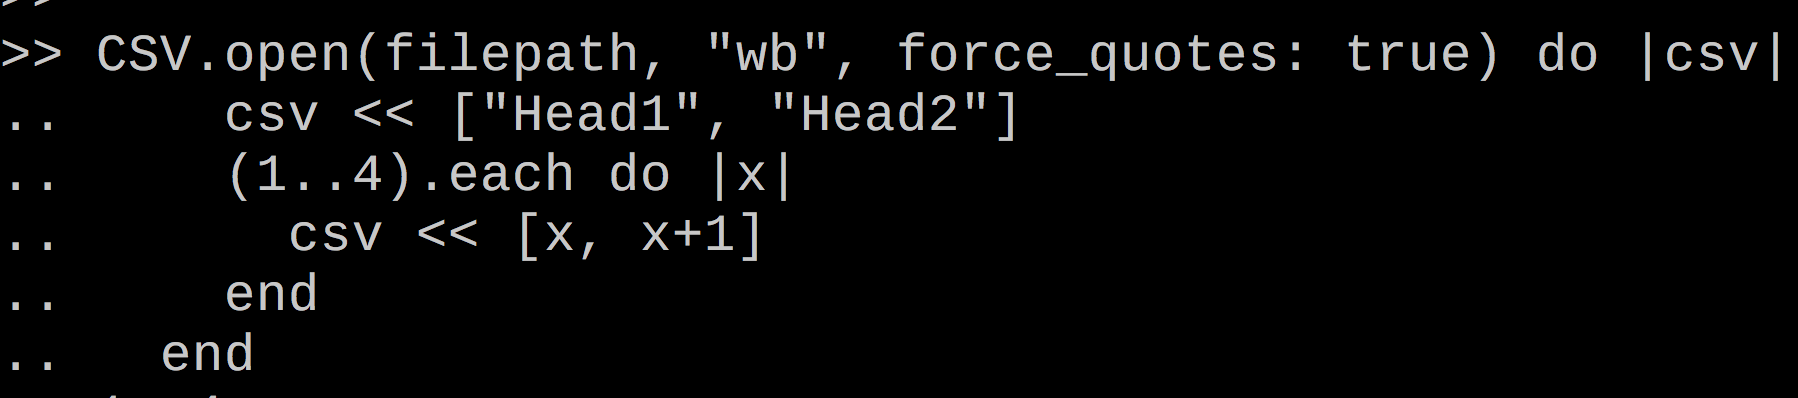 >> CSV.open(filepath, "wb", force_quotes: true) do |csv|
..     csv << ["Head1", "Head2"]
..     (1..4).each do |x|
..       csv << [x, x+1]
..     end
..   end